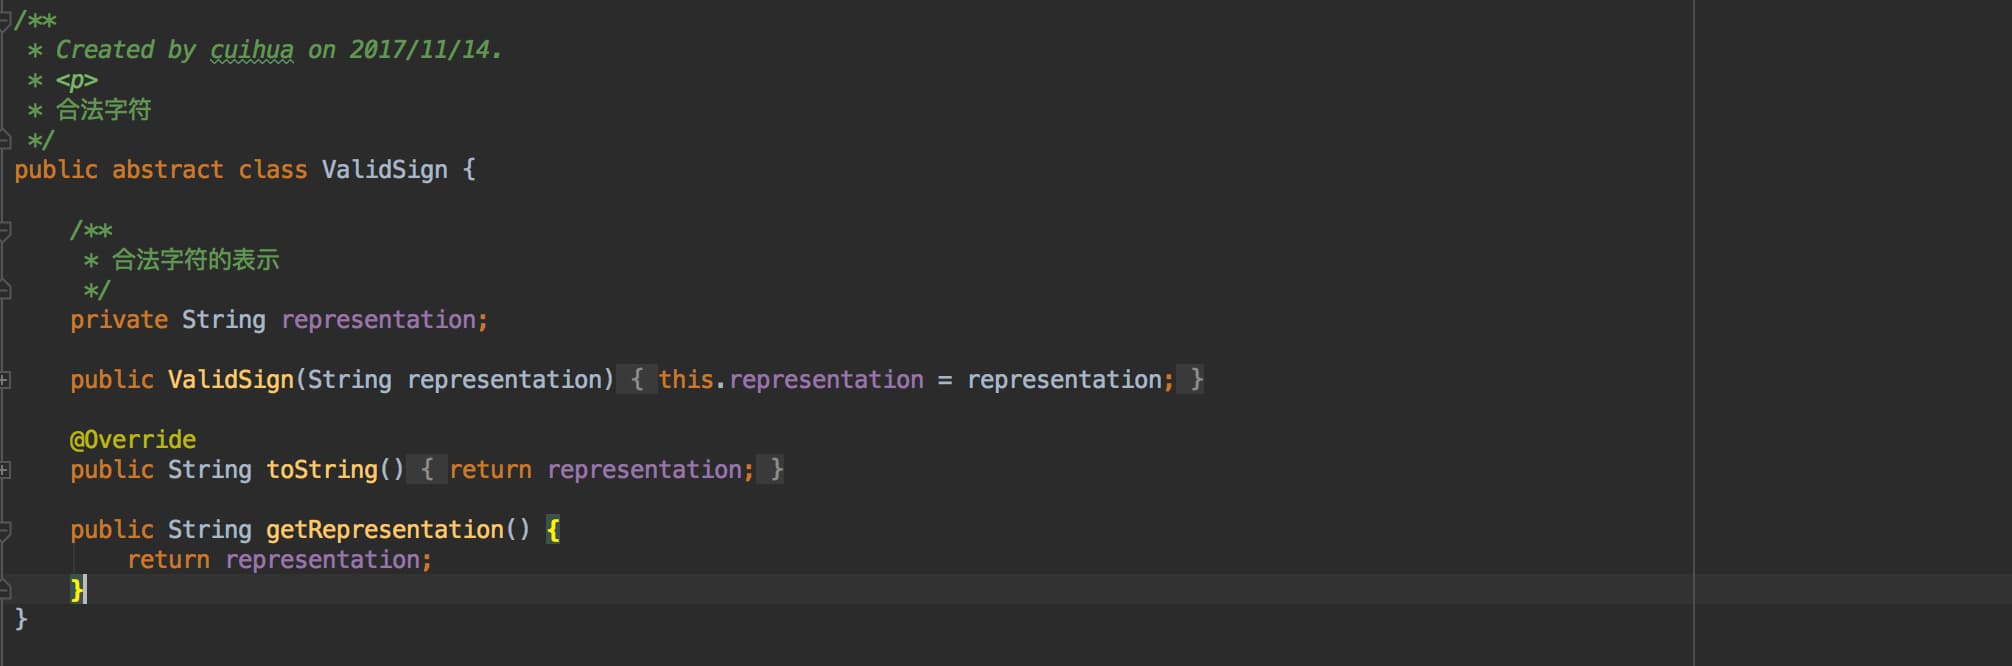 /**
 * Created by cuihua on 2017/11/14.
 * <p>
 * 合法字符
 */
public abstract class ValidSign {
    /**
     * 合法字符的表示
     */
    private String representation;
    public ValidSign(String representation) { this.representation = representation; }
    @Override
    public String toString() { return representation; }
    public String getRepresentation() {
        return representation;
    }
}